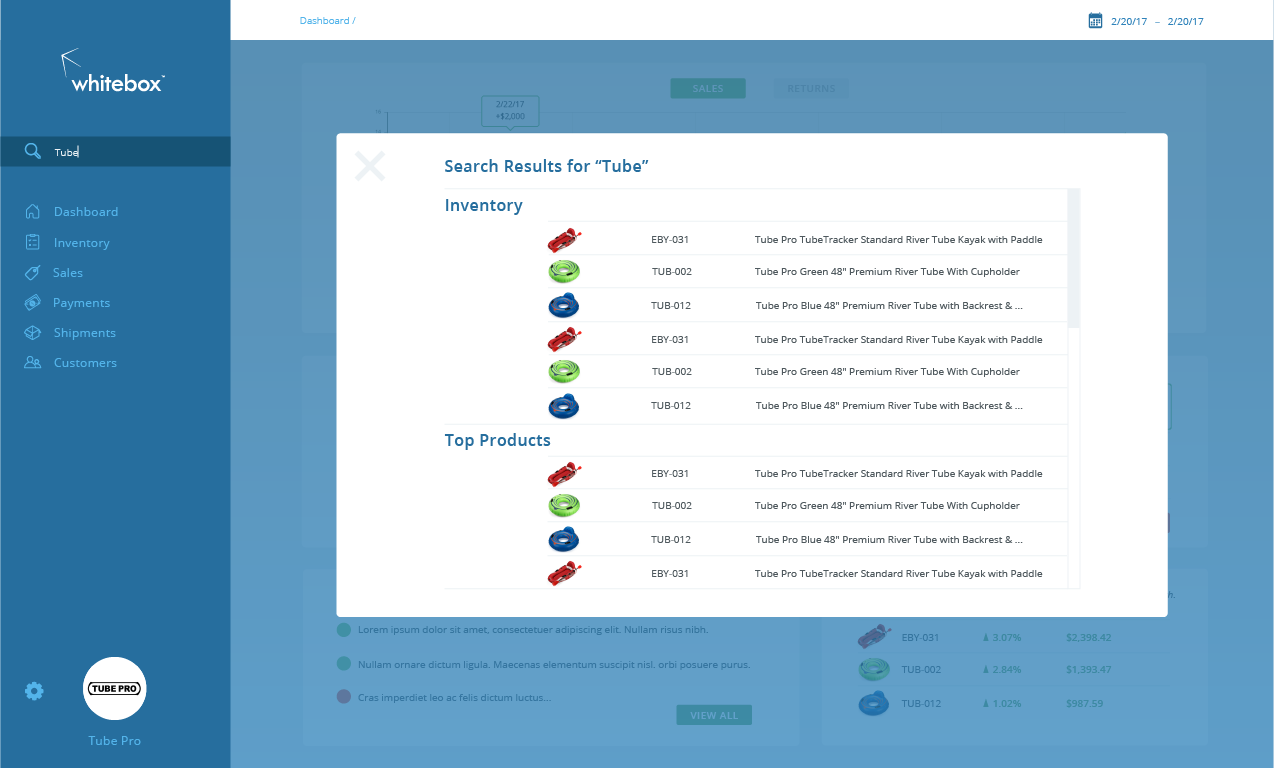 Dashboard /
2/20/17 – 2/20/17
whitebox™
Tube
Dashboard
Inventory
Sales
Payments
Shipments
Customers
TUBE PRO
Tube Pro
SALES
RETURNS
2/22/17
+$2,000
Search Results for “Tube”
Inventory
EBY-031 Tube Pro TubeTracker Standard River Tube Kayak with Paddle
TUB-002 Tube Pro Green 48" Premium River Tube With Cupholder
TUB-012 Tube Pro Blue 48" Premium River Tube with Backrest & ...
EBY-031 Tube Pro TubeTracker Standard River Tube Kayak with Paddle
TUB-002 Tube Pro Green 48" Premium River Tube With Cupholder
TUB-012 Tube Pro Blue 48" Premium River Tube with Backrest & ...
Top Products
EBY-031 Tube Pro TubeTracker Standard River Tube Kayak with Paddle
TUB-002 Tube Pro Green 48" Premium River Tube With Cupholder
TUB-012 Tube Pro Blue 48" Premium River Tube with Backrest & ...
EBY-031 Tube Pro TubeTracker Standard River Tube Kayak with Paddle
Lorem ipsum dolor sit amet, consectetuer adipiscing elit. Nullam risus nibh.
Nullam ornare dictum ligula. Maecenas elementum suscipit nisl, orbi posuere purus.
Cras imperdiet leo ac felis dictum luctus...
VIEW ALL
EBY-031 3.07% $2,398.42
TUB-002 2.84% $1,393.47
TUB-012 1.02% $987.59